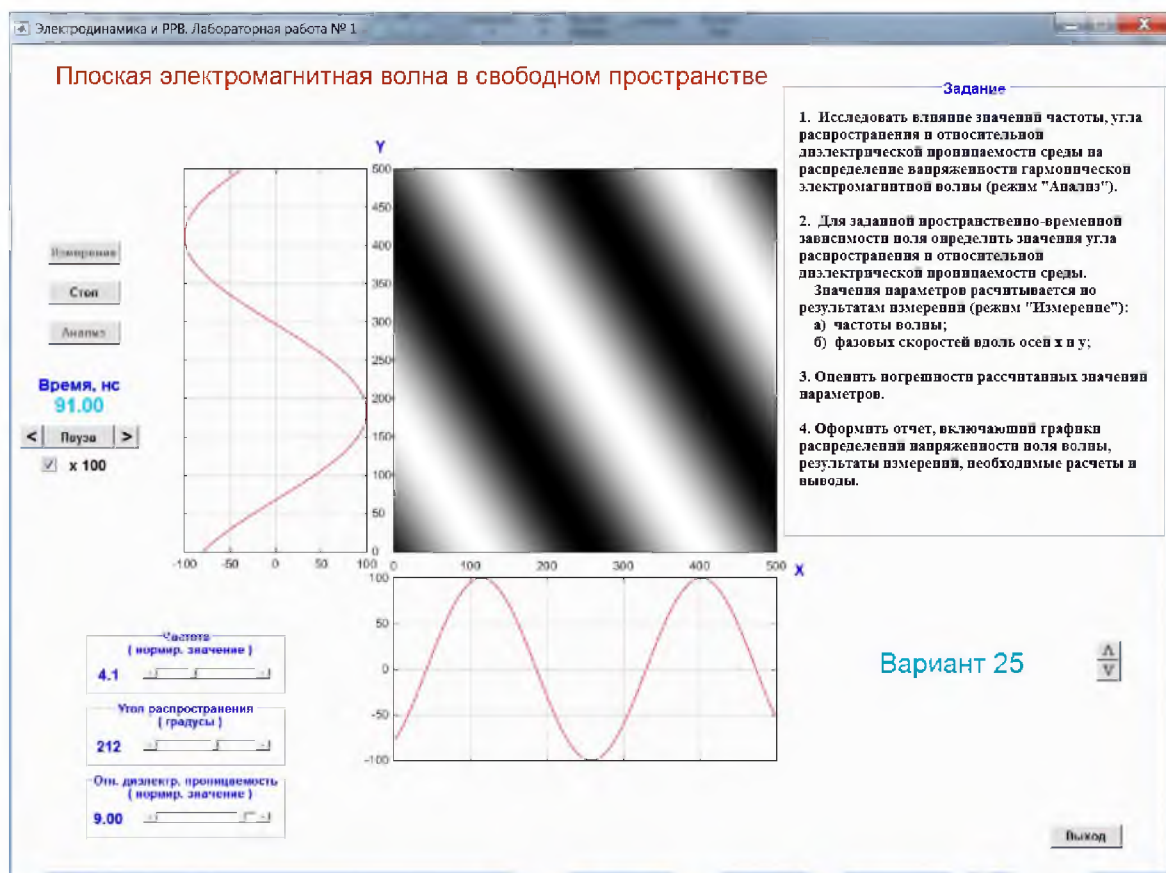 Электродинамика и РРВ. Лабораторная работа № 1
Плоская электромагнитная волна в свободном пространстве
Задание
1. Исследовать влияние значений частоты, угла
распространения и относительной
диэлектрической проницаемости среды на
распределение напряженности гармонической
электромагнитной волны (режим "Анализ").
2. Для заданной пространственно-временной
зависимости поля определить значения угла
распространения и относительной
диэлектрической проницаемости среды.
Значения параметров расчитывается по
результатам измерений (режим "Измерение"):
а) частоты волны;
б) фазовых скоростей вдоль осей x и y;
3. Оценить погрешности рассчитанных значений
параметров.
4. Оформить отчет, включающий графики
распределений напряженности поля волны,
результаты измерений, необходимые расчеты и
выводы.
Измерение
Стоп
Анализ
Время, нс
91.00
< Пауза >
x 100
Y
500
450
400
350
300
250
200
150
100
50
0
-100 -50 0 50 100
0 100 200 300 400 500 X
100
50
0
-50
-100
Частота
( нормир. значение )
4.1
Угол распространения
( градусы )
212
Отн. диэлектр. проницаемость
( нормир. значение )
9.00
Вариант 25
Λ
V
Выход